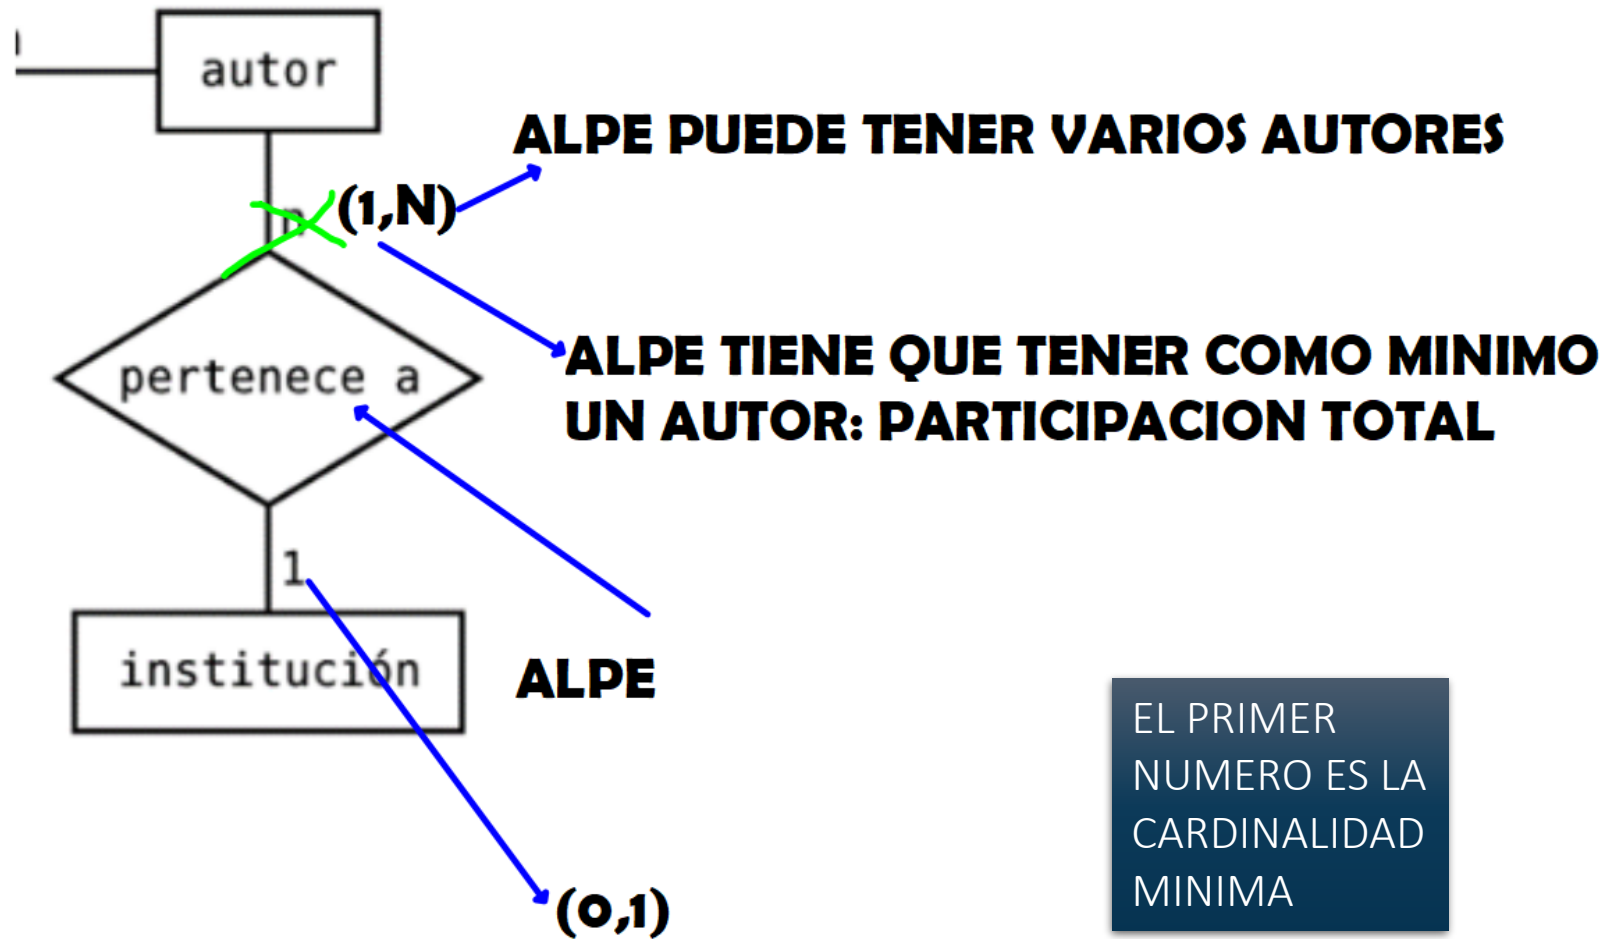 autor
ALPE PUEDE TENER VARIOS AUTORES
n
(1,N)
ALPE TIENE QUE TENER COMO MINIMO
UN AUTOR: PARTICIPACION TOTAL
pertenece a
1
institución
ALPE
EL PRIMER
NUMERO ES LA
CARDINALIDAD
MINIMA
(0,1)